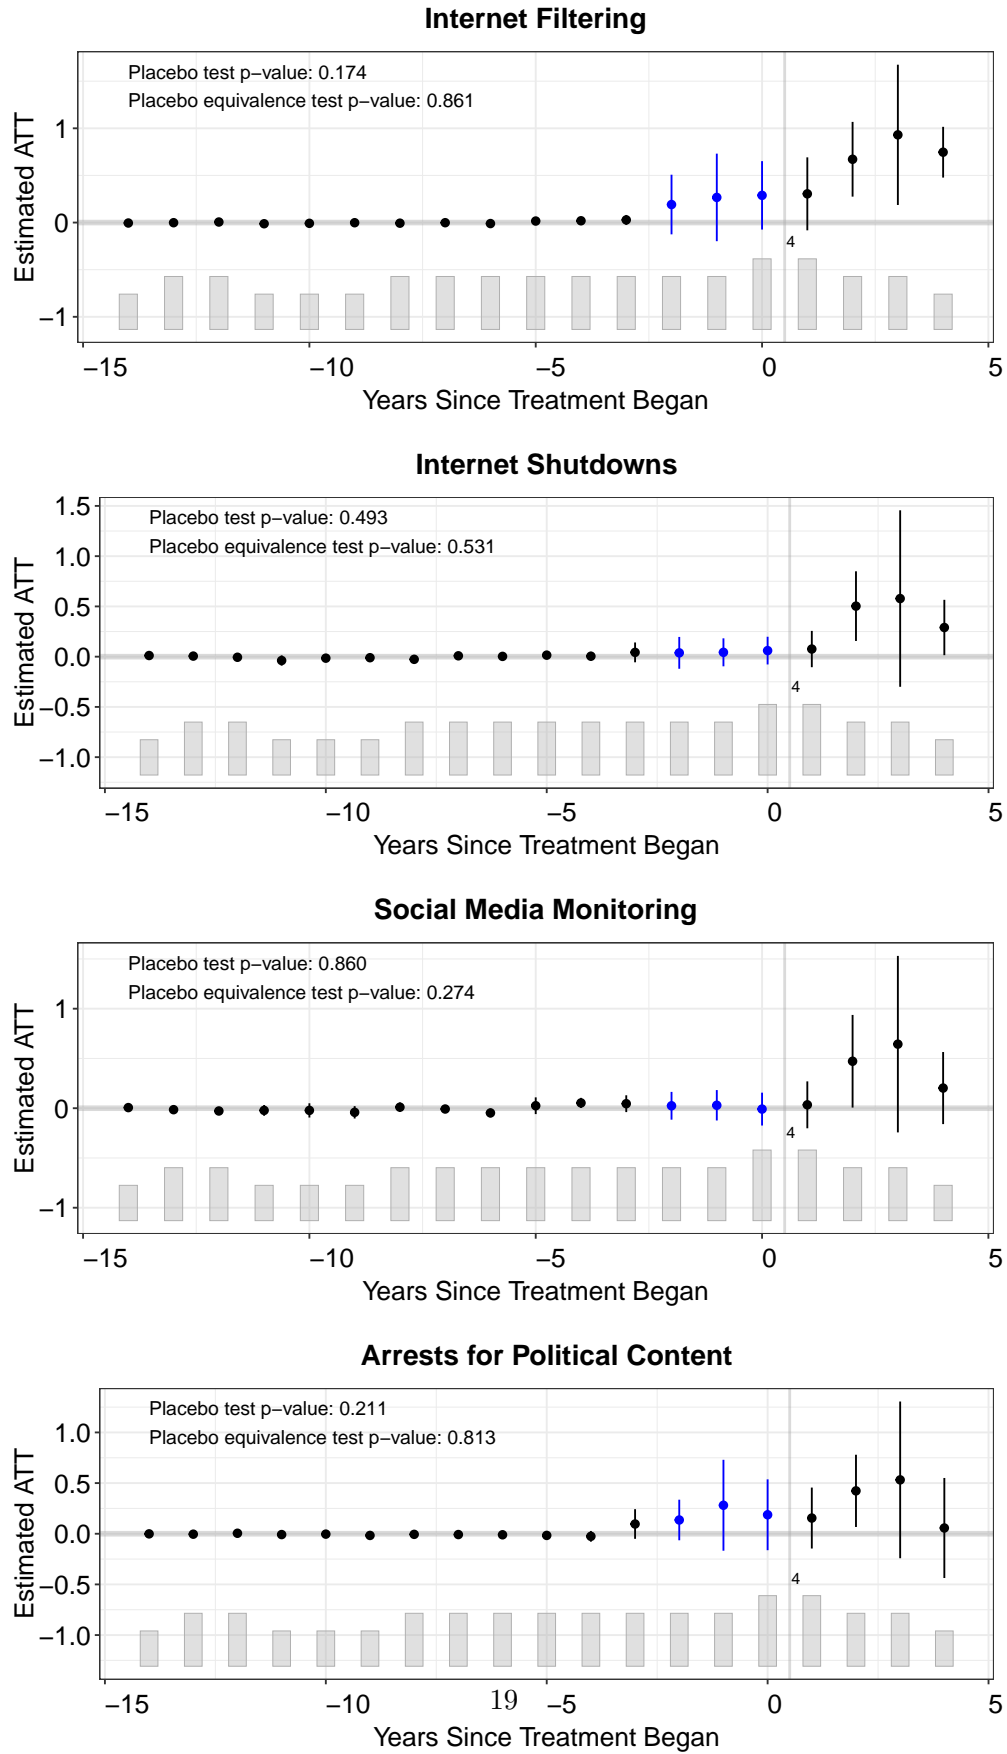 Internet Filtering
Placebo test p−value: 0.174
Placebo equivalence test p−value: 0.861
Estimated ATT
1
0
−1
4
−15 −10 −5 0 5
Years Since Treatment Began
Internet Shutdowns
Placebo test p−value: 0.493
Placebo equivalence test p−value: 0.531
Estimated ATT
1.5
1.0
0.5
0.0
−0.5
−1.0
4
−15 −10 −5 0 5
Years Since Treatment Began
Social Media Monitoring
Placebo test p−value: 0.860
Placebo equivalence test p−value: 0.274
Estimated ATT
1
0
−1
4
−15 −10 −5 0 5
Years Since Treatment Began
Arrests for Political Content
Placebo test p−value: 0.211
Placebo equivalence test p−value: 0.813
Estimated ATT
1.0
0.5
0.0
−0.5
−1.0
4
−15 −10 −5 0 5
19
Years Since Treatment Began